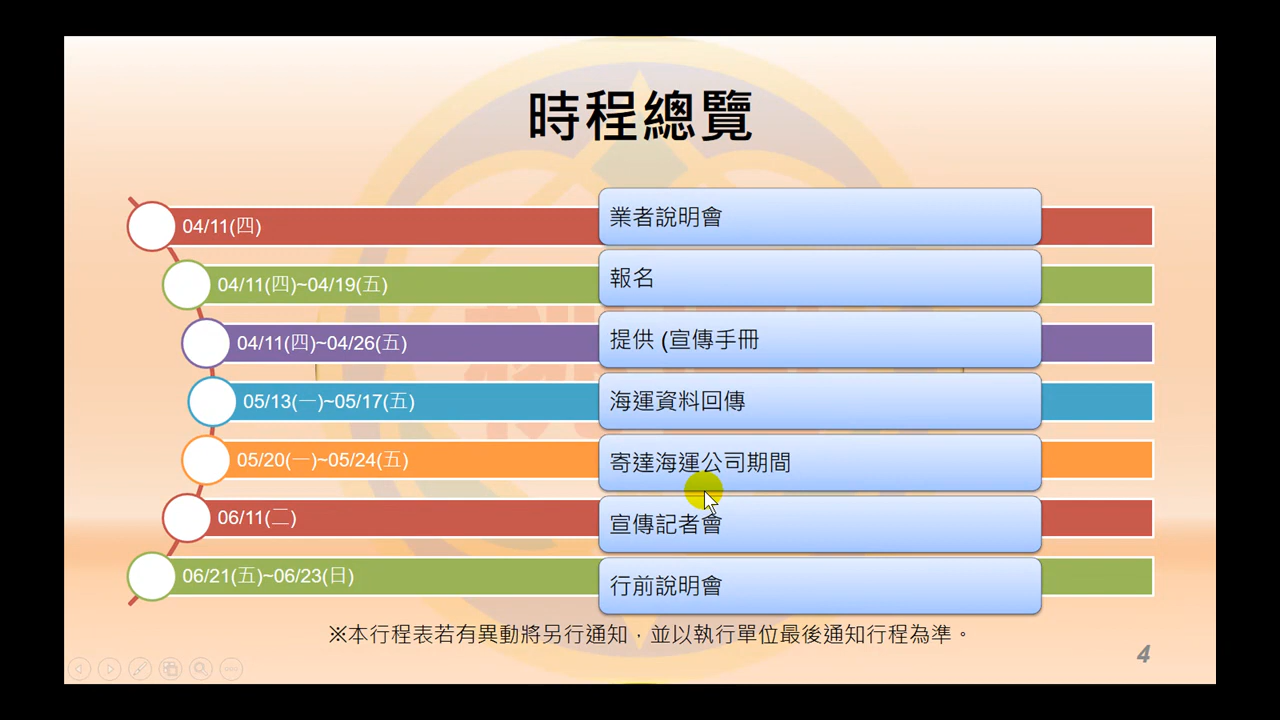 時程總覽
04/11(四) 業者說明會
04/11(四)~04/19(五) 報名
04/11(四)~04/26(五) 提供 (宣傳手冊
05/13(一)~05/17(五) 海運資料回傳
05/20(一)~05/24(五) 寄達海運公司期間
06/11(二) 宣傳記者會
06/21(五)~06/23(日) 行前說明會
※本行程表若有異動將另行通知，並以執行單位最後通知行程為準。
4